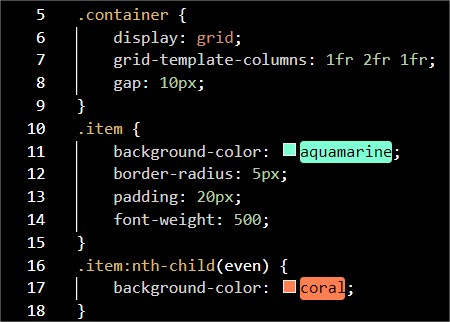 5 .container {
6 display: grid;
7 grid-template-columns: 1fr 2fr 1fr;
8 gap: 10px;
9 }
10 .item {
11 background-color: aquamarine;
12 border-radius: 5px;
13 padding: 20px;
14 font-weight: 500;
15 }
16 .item:nth-child(even) {
17 background-color: coral;
18 }